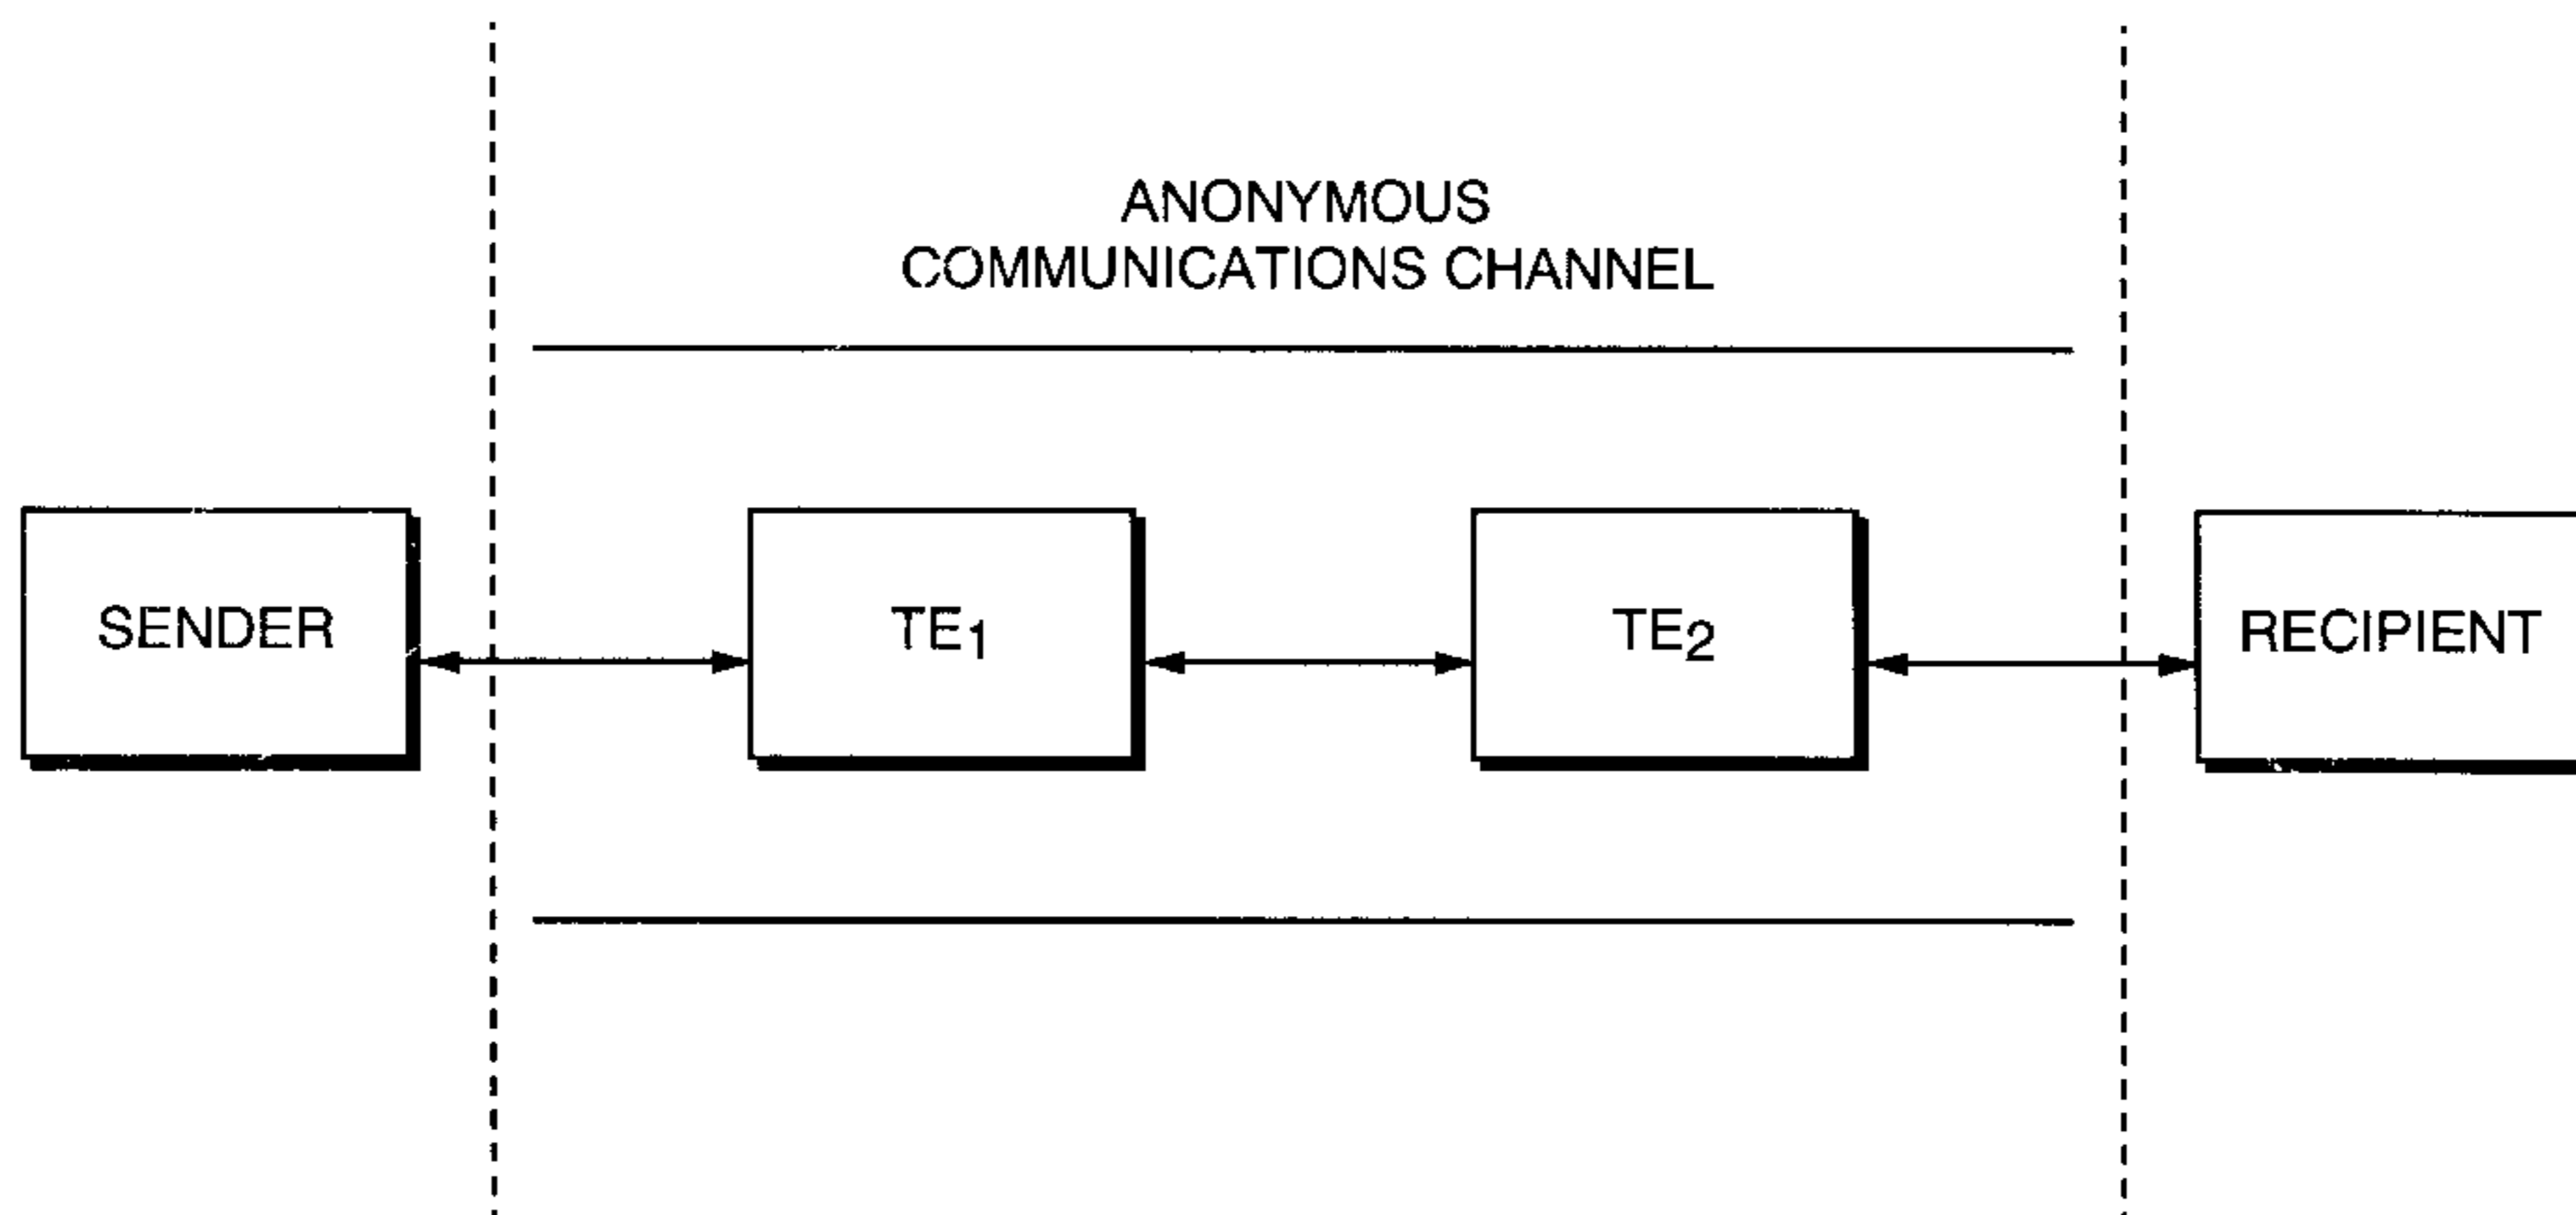 ANONYMOUS
COMMUNICATIONS CHANNEL
SENDER
TE1
TE2
RECIPIENT